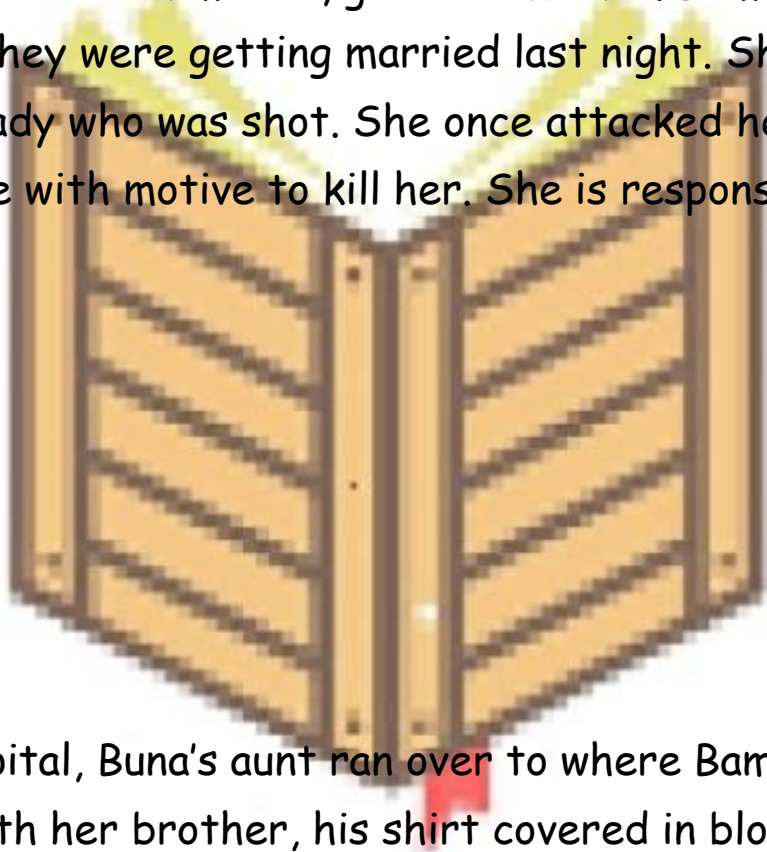 hey were getting married last night. Sh
ady who was shot. She once attacked he
e with motive to kill her. She is respons
pital, Buna's aunt ran over to where Bam
th her brother, his shirt covered in blo